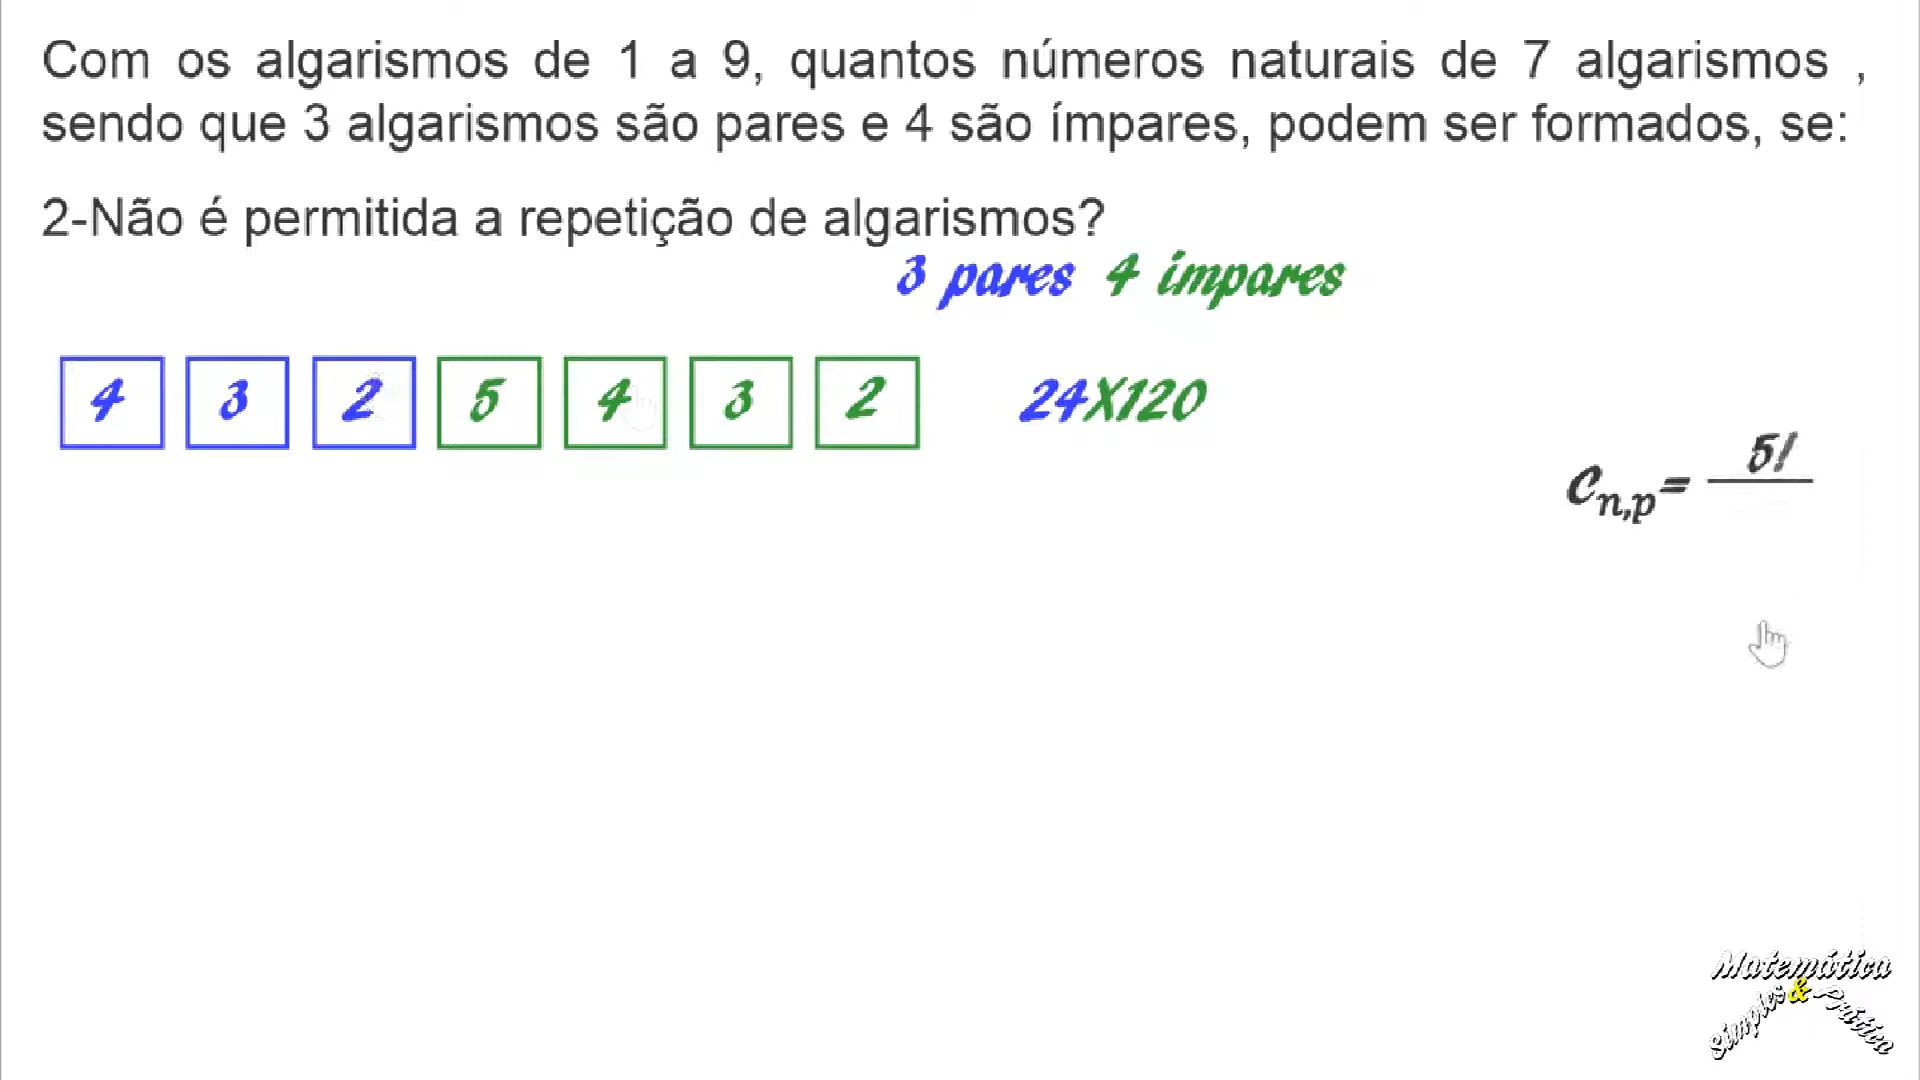 Com os algarismos de 1 a 9, quantos números naturais de 7 algarismos ,
sendo que 3 algarismos são pares e 4 são ímpares, podem ser formados, se:
2-Não é permitida a repetição de algarismos?
3 pares 4 ímpares
4 3 2 5 4 3 2 24X120
5!
C n,p =
Matemática
Simples & Prática